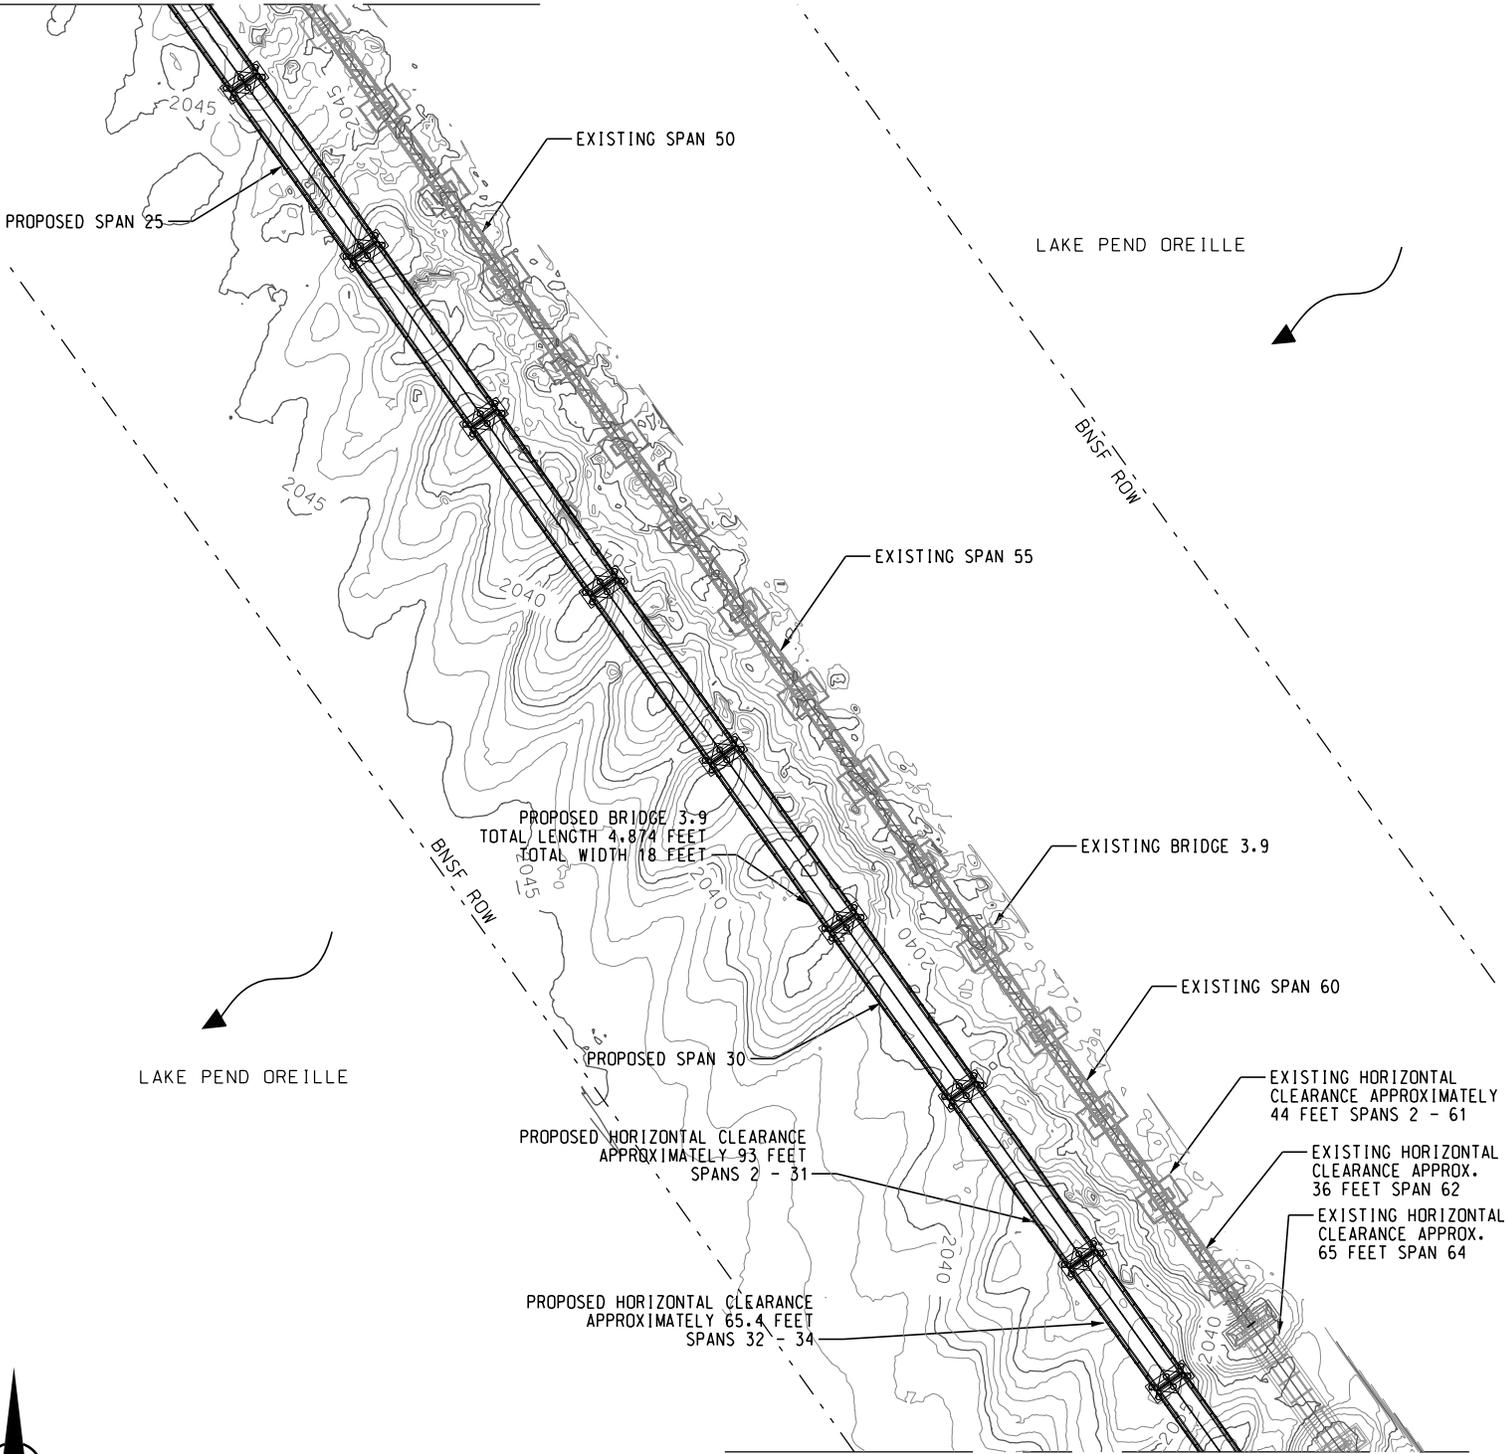 2045
2045
EXISTING SPAN 50
PROPOSED SPAN 25
LAKE PEND OREILLE
BNSF ROW
2045
EXISTING SPAN 55
2040
2040
PROPOSED BRIDGE 3.9
TOTAL LENGTH 4,874 FEET
TOTAL WIDTH 18 FEET
EXISTING BRIDGE 3.9
BNSF ROW
2045
2040
2040
EXISTING SPAN 60
PROPOSED SPAN 30
LAKE PEND OREILLE
EXISTING HORIZONTAL
CLEARANCE APPROXIMATELY
44 FEET SPANS 2 - 61
PROPOSED HORIZONTAL CLEARANCE
APPROXIMATELY 93 FEET
SPANS 2 - 31
EXISTING HORIZONTAL
CLEARANCE APPROX.
36 FEET SPAN 62
EXISTING HORIZONTAL
CLEARANCE APPROX.
65 FEET SPAN 64
2040
PROPOSED HORIZONTAL CLEARANCE
APPROXIMATELY 65.4 FEET
SPANS 32 - 34
2040